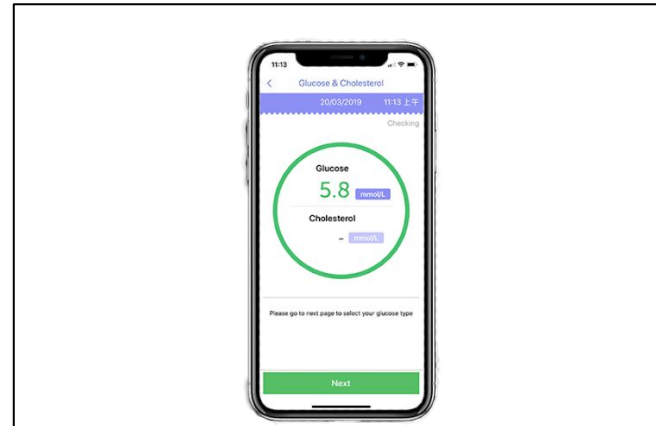 11:13
Glucose & Cholesterol
20/03/2019 11:13 上午
Checking
Glucose
5.8 mmol/L
Cholesterol
- mmol/L
Please go to next page to select your glucose type
Next